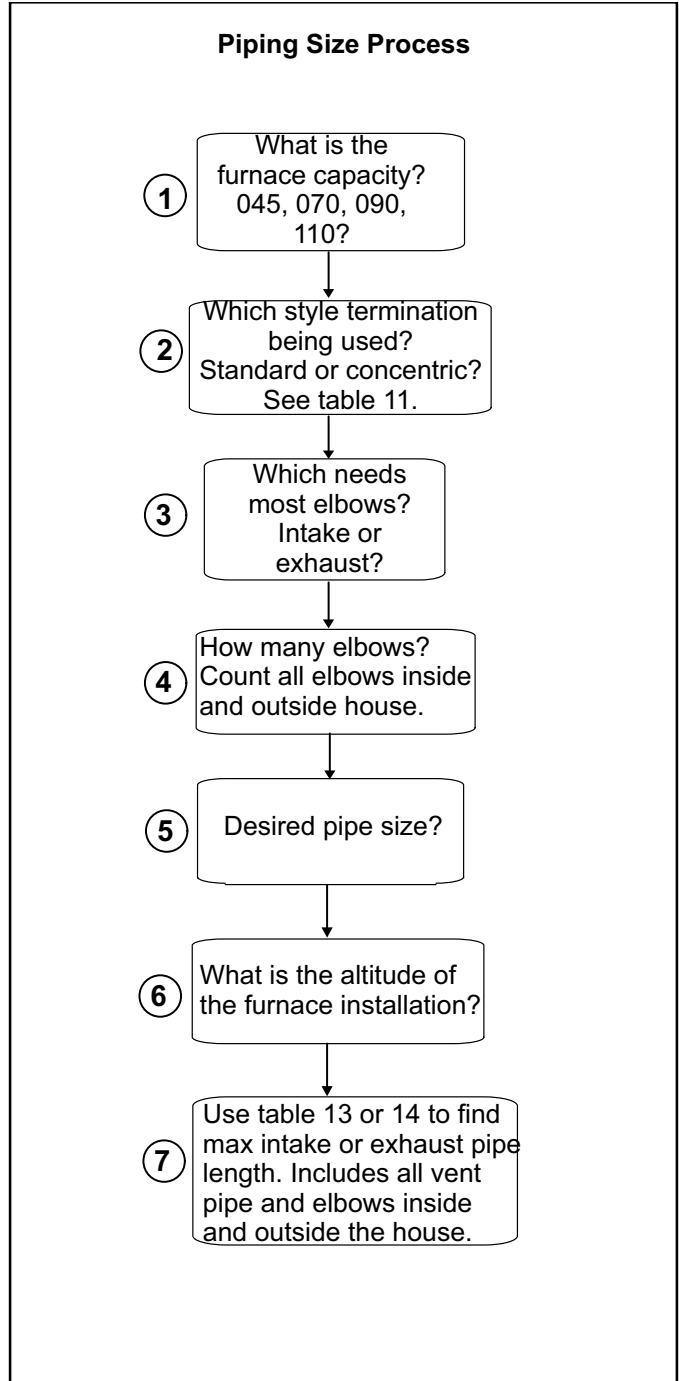 Piping Size Process
1
What is the
furnace capacity?
045, 070, 090,
110?
2
Which style termination
being used?
Standard or concentric?
See table 11.
3
Which needs
most elbows?
Intake or
exhaust?
4
How many elbows?
Count all elbows inside
and outside house.
5
Desired pipe size?
6
What is the altitude of
the furnace installation?
7
Use table 13 or 14 to find
max intake or exhaust pipe
length. Includes all vent
pipe and elbows inside
and outside the house.